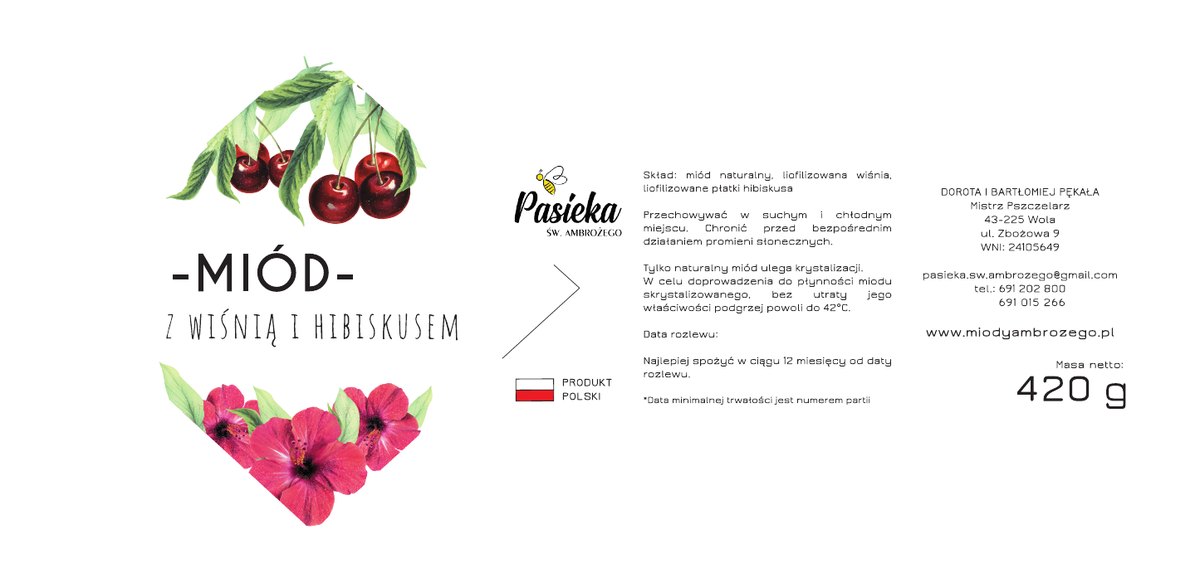 -MIÓD-
Z WIŚNIĄ I HIBISKUSEM
Pasieka
ŚW. AMBROŻEGO
PRODUKT
POLSKI
Skład: miód naturalny, liofilizowana wiśnia,
liofilizowane płatki hibiskusa
Przechowywać w suchym i chłodnym
miejscu. Chronić przed bezpośrednim
działaniem promieni słonecznych.
Tylko naturalny miód ulega krystalizacji.
W celu doprowadzenia do płynności miodu
skrystalizowanego, bez utraty jego
właściwości podgrzej powoli do 42°C.
Data rozlewu:
Najlepiej spożyć w ciągu 12 miesięcy od daty
rozlewu.
*Data minimalnej trwałości jest numerem partii
DOROTA I BARTŁOMIEJ PĘKAŁA
Mistrz Pszczelarz
43-225 Wola
ul. Zbożowa 9
WNI: 24105649
pasieka.sw.ambrozego@gmail.com
tel.: 691 202 800
691 015 266
www.miodyambrozego.pl
Masa netto:
420 g